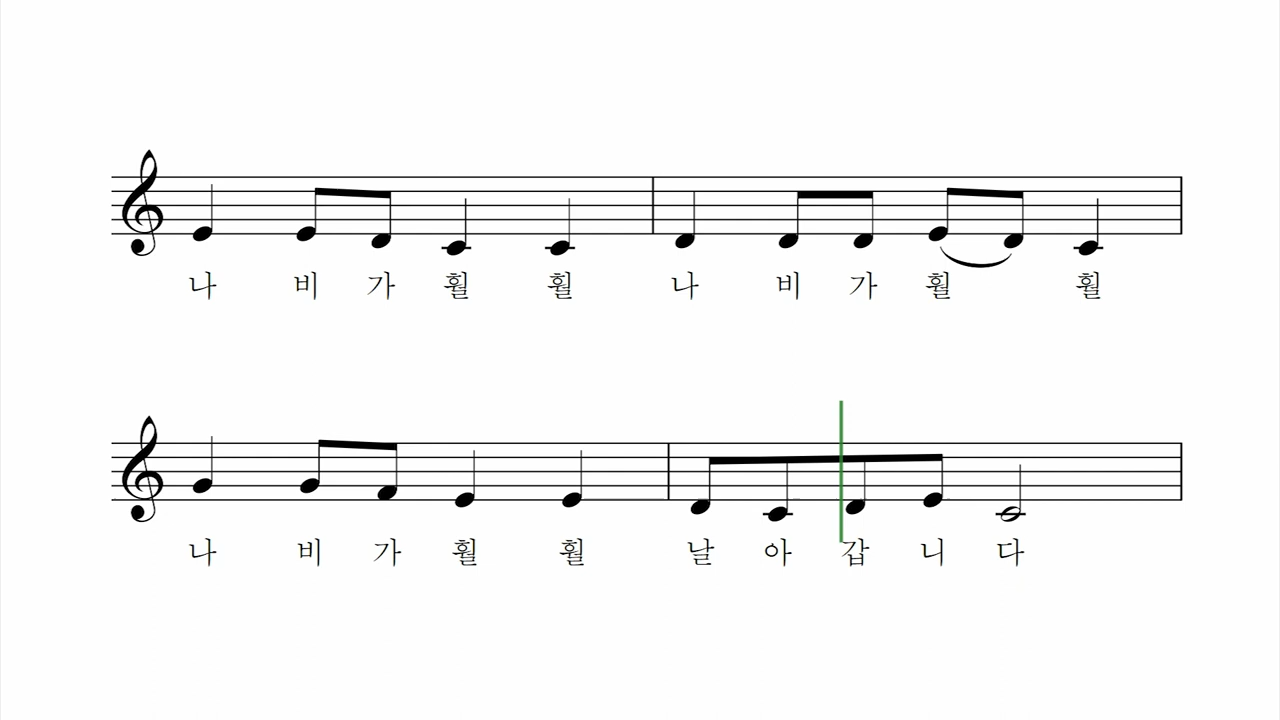 나 비 가 훨 훨 나 비 가 훨 훨
나 비 가 훨 훨 날 아 갑 니 다